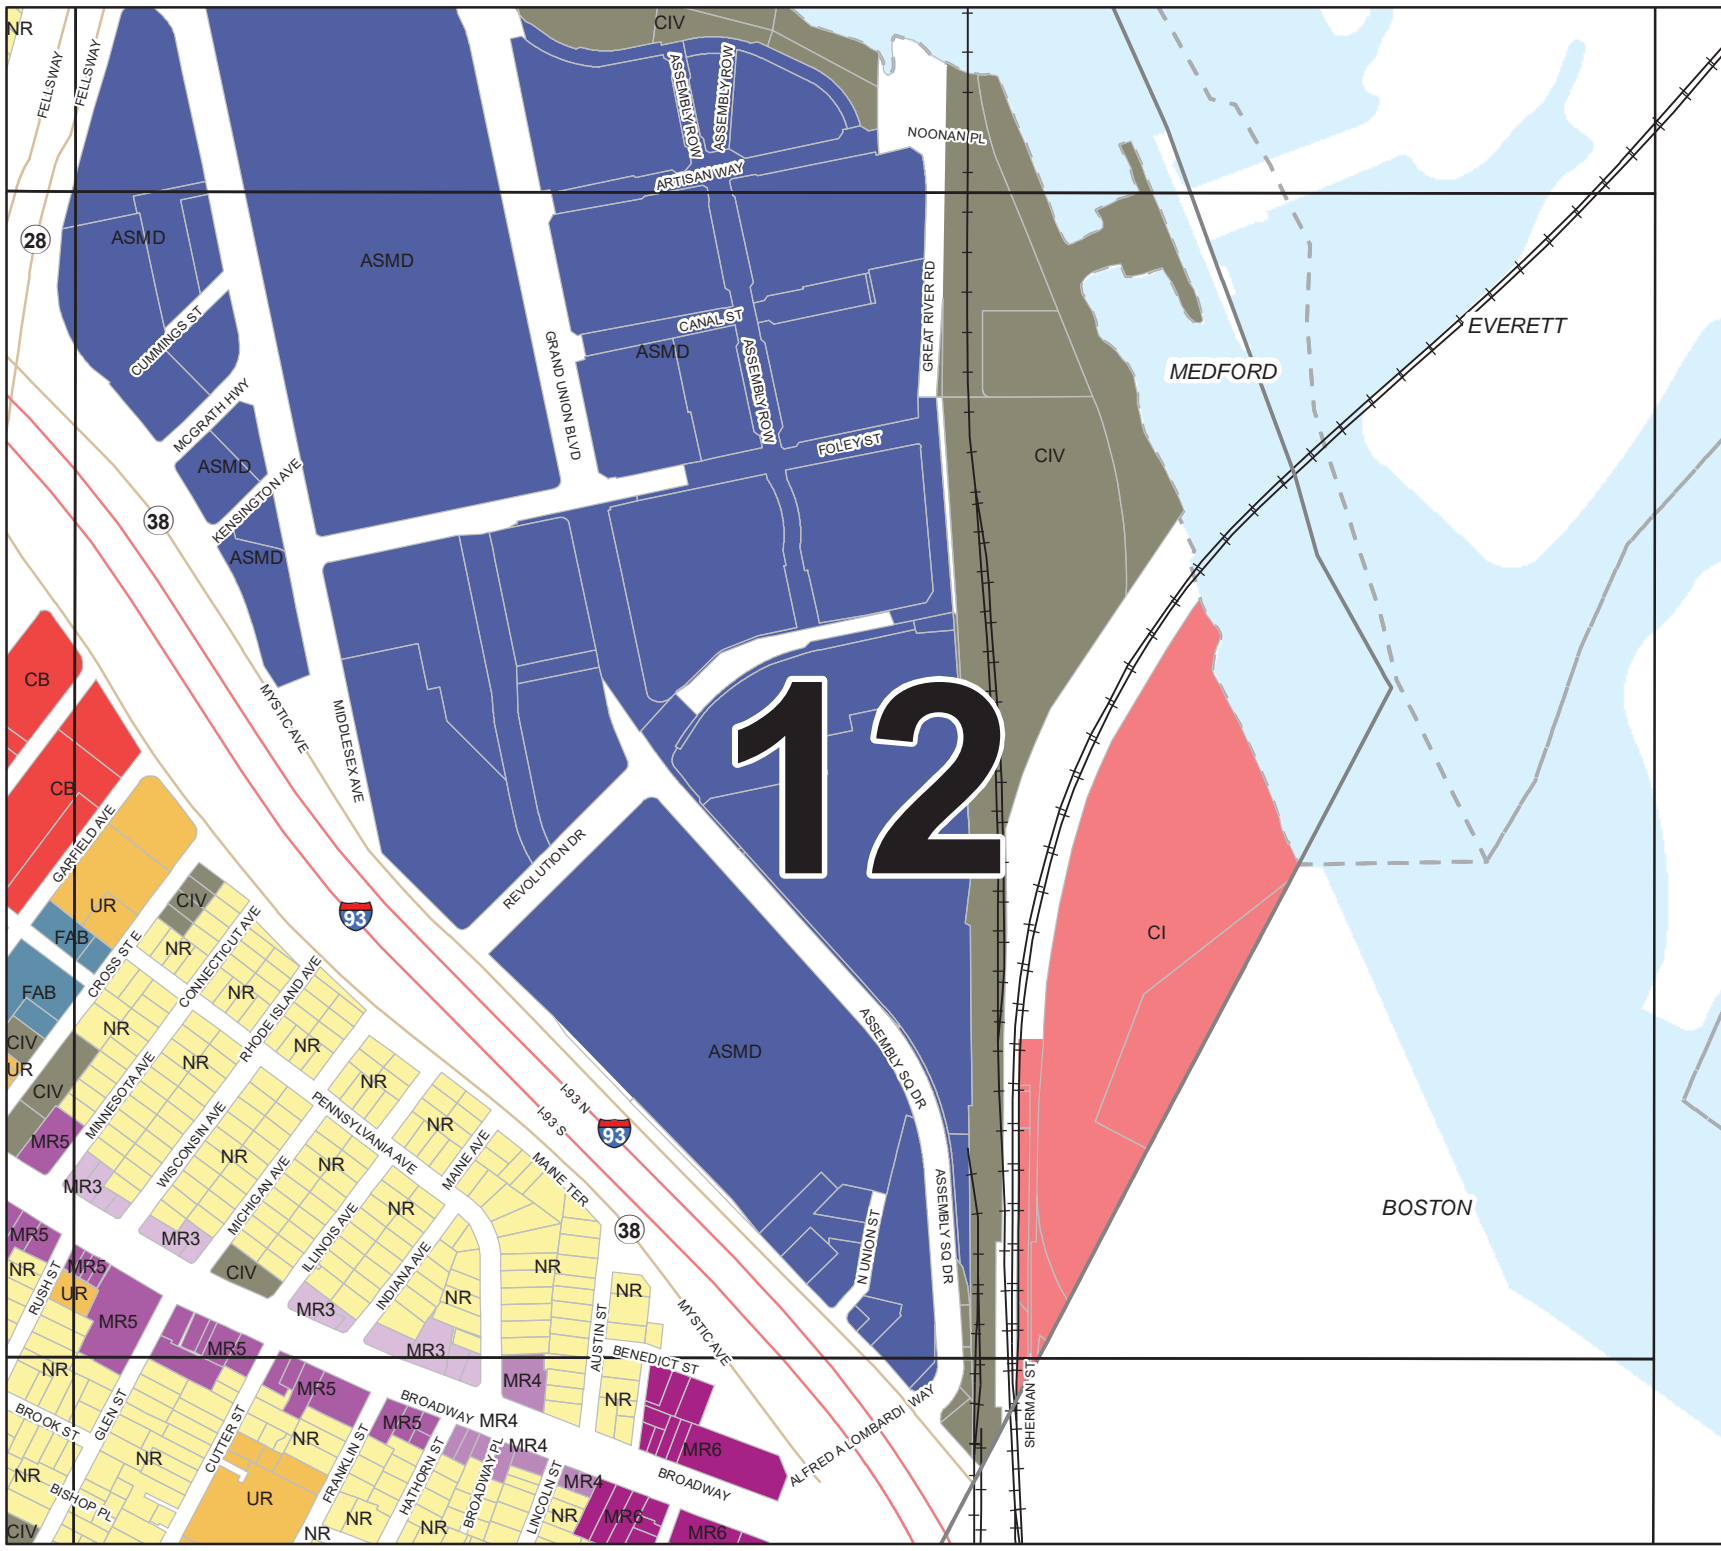 NR
CIV
FELLSWAY
FELLSWAY
ASSEMBLY ROW
ASSEMBLY ROW
NOONAN PL
ARTISAN WAY
28
ASMD
ASMD
GREAT RIVER RD
CUMMINGS ST
CANAL ST
ASMD
GRAND UNION BLVD
ASSEMBLY ROW
EVERETT
MEDFORD
MCGRATH HWY
FOLEY ST
CIV
ASMD
KENSINGTON AVE
38
ASMD
CB
MYSTIC AVE
MIDDLESEX AVE
12
CB
GARFIELD AVE
REVOLUTION DR
UR
CIV
93
FAB
CROSS ST E
NR
CONNECTICUT AVE
CI
FAB
NR
RHODE ISLAND AVE
NR
CIV
NR
NR
ASMD
ASSEMBLY SQ DR
UR
CIV
MINNESOTA AVE
NR
I-93 N
I-93 S
93
MR5
PENNSYLVANIA AVE
NR
WISCONSIN AVE
NR
NR
MAINE AVE
MAINE TER
MR3
MICHIGAN AVE
NR
ASSEMBLY SQ DR
BOSTON
MR5
MR3
ILLINOIS AVE
38
N UNION ST
NR
MR5
CIV
INDIANA AVE
NR
NR
RUSH ST
UR
MR5
MR3
NR
MYSTIC AVE
AUSTIN ST
MR5
MR3
BENEDICT ST
NR
MR5
MR4
NR
ALFRED A LOMBARDI WAY
SHERMAN ST
BROOK ST
GLEN ST
CUTTER ST
BROADWAY
MR5
MR4
NR
NR
FRANKLIN ST
HATHORN ST
BROADWAY PL
MR4
MR6
NR
BISHOP PL
UR
LINCOLN ST
MR4
BROADWAY
CIV
NR
NR
NR
NR
MR6
MR6